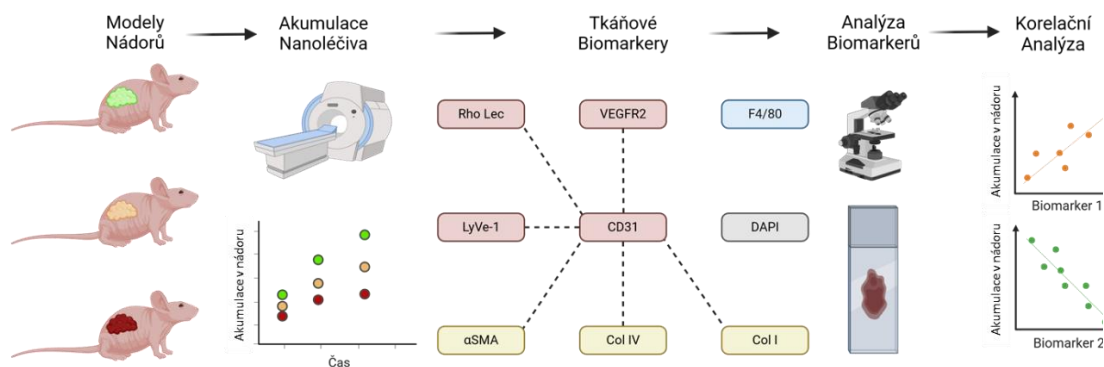 Modely
Nádorů
Akumulace
Nanoléčiva
Tkáňové
Biomarkery
Analýza
Biomarkerů
Korelační
Analýza
Akumulace v nádoru
Čas
Rho Lec
VEGFR2
F4/80
LyVe-1
CD31
DAPI
αSMA
Col IV
Col I
Akumulace v nádoru
Biomarker 1
Akumulace v nádoru
Biomarker 2